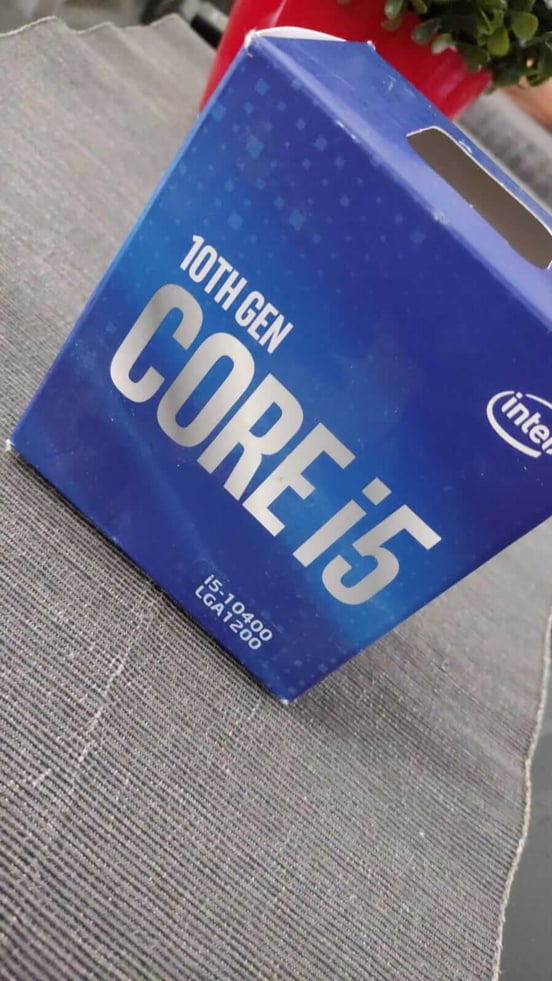 10TH GEN
CORE i5
intel
I5-10400
LGA1200